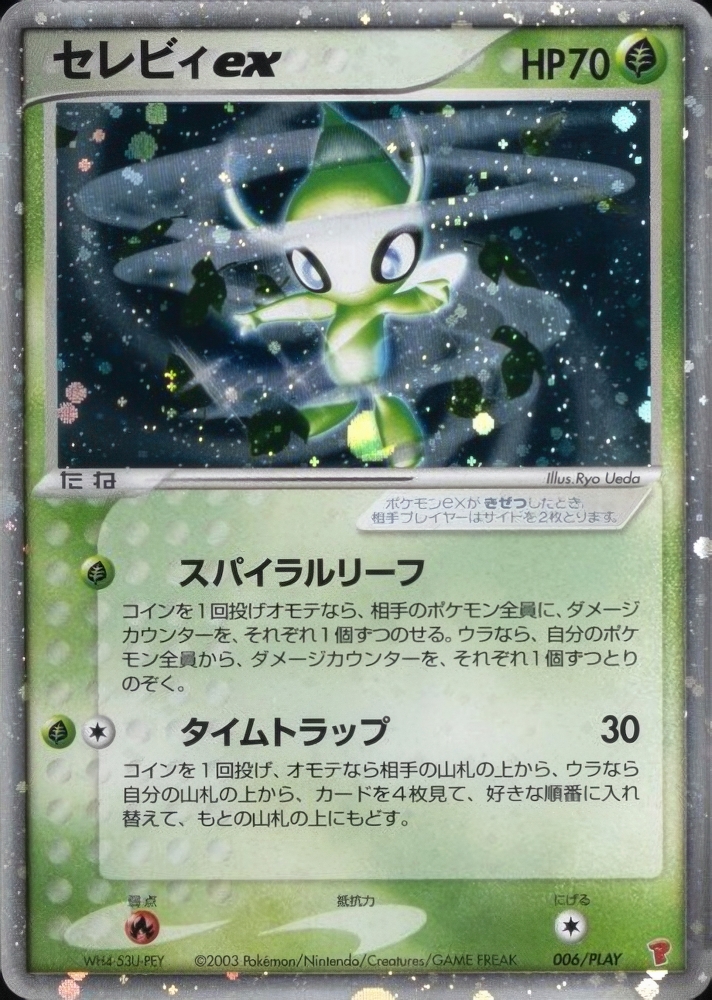 セレビィex HP70
たね Illus.Ryo Ueda
ポケモンexが きぜつしたとき、
相手プレイヤーはサイドを2枚とります。
スパイラルリーフ
コインを1回投げオモテなら、相手のポケモン全員に、ダメージ
カウンターを、それぞれ1個ずつのせる。ウラなら、自分のポケ
モン全員から、ダメージカウンターを、それぞれ1個ずつとり
のぞく。
タイムトラップ 30
コインを1回投げ、オモテなら相手の山札の上から、ウラなら
自分の山札の上から、カードを4枚見て、好きな順番に入れ
替えて、もとの山札の上にもどす。
弱点 抵抗力 にげる
WH4-53U-PEY ©2003 Pokémon/Nintendo/Creatures/GAME FREAK 006/PLAY P